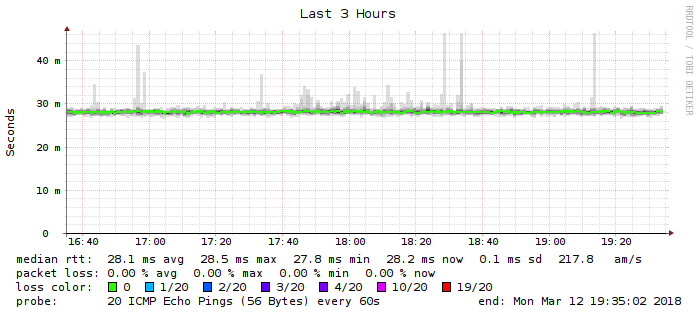 Last 3 Hours
RRDTOOL / TOBI OETIKER
Seconds
40 m
30 m
20 m
10 m
0
16:40 17:00 17:20 17:40 18:00 18:20 18:40 19:00 19:20
median rtt: 28.1 ms avg 28.5 ms max 27.8 ms min 28.2 ms now 0.1 ms sd 217.8 am/s
packet loss: 0.00 % avg 0.00 % max 0.00 % min 0.00 % now
loss color: 0 1/20 2/20 3/20 4/20 10/20 19/20
probe: 20 ICMP Echo Pings (56 Bytes) every 60s end: Mon Mar 12 19:35:02 2018